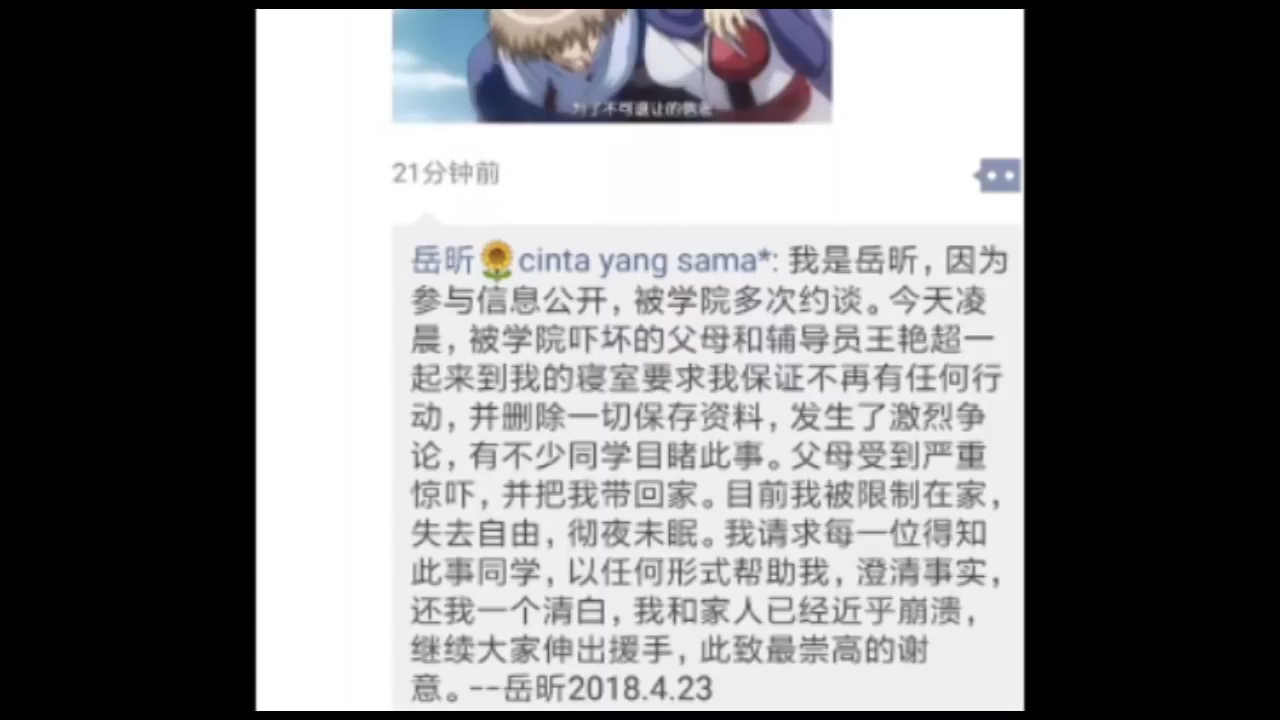 为了不可退让的信念
21分钟前
岳昕🌻cinta yang sama*: 我是岳昕，因为
参与信息公开，被学院多次约谈。今天凌
晨，被学院吓坏的父母和辅导员王艳超一
起来到我的寝室要求我保证不再有任何行
动，并删除一切保存资料，发生了激烈争
论，有不少同学目睹此事。父母受到严重
惊吓，并把我带回家。目前我被限制在家，
失去自由，彻夜未眠。我请求每一位得知
此事同学，以任何形式帮助我，澄清事实，
还我一个清白，我和家人已经近乎崩溃，
继续大家伸出援手，此致最崇高的谢
意。--岳昕2018.4.23